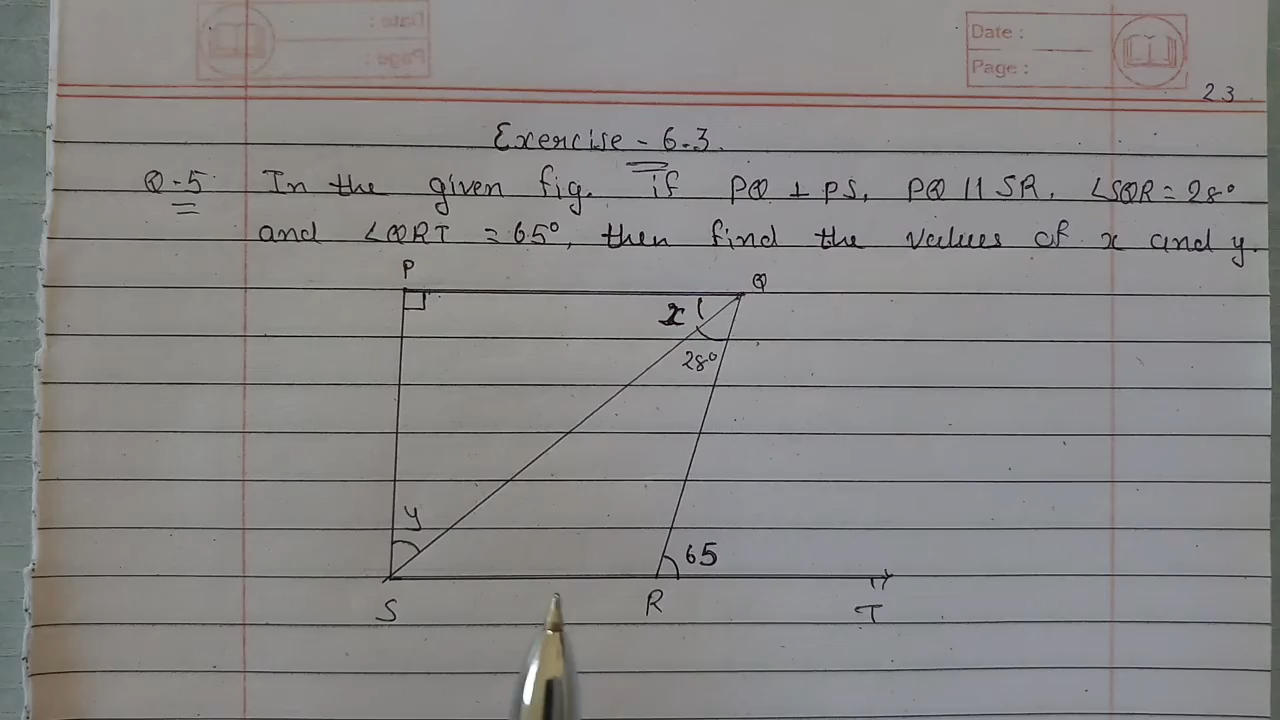 Date :
Page :
23
Exercise - 6.3.
Q-5. In the given fig. if PQ ⊥ PS, PQ || SR, ∠SQR = 28°
and ∠QRT = 65°, then find the values of x and y.
P
Q
x
28°
y
65
S
R
T